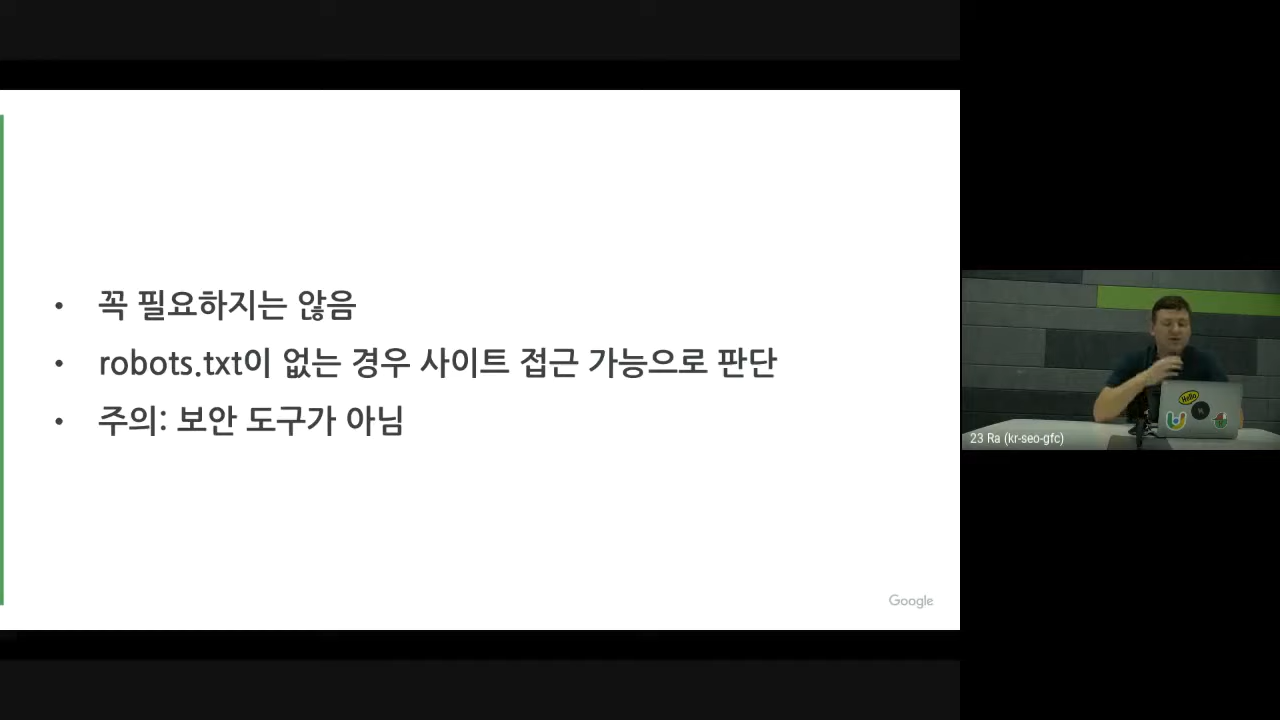 꼭 필요하지는 않음
robots.txt이 없는 경우 사이트 접근 가능으로 판단
주의: 보안 도구가 아님
Google
Hello
23 Ra (kr-seo-gfc)